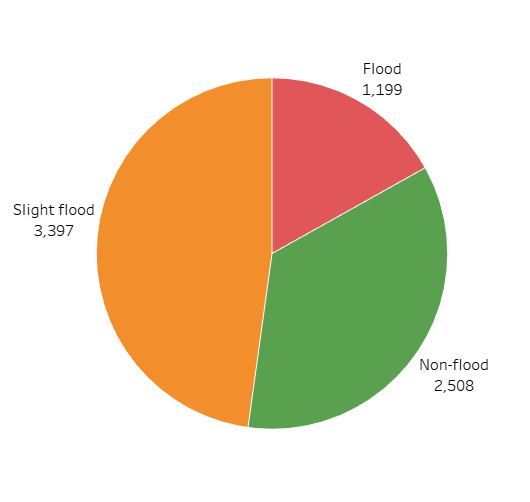 Flood
1,199
Slight flood
3,397
Non-flood
2,508